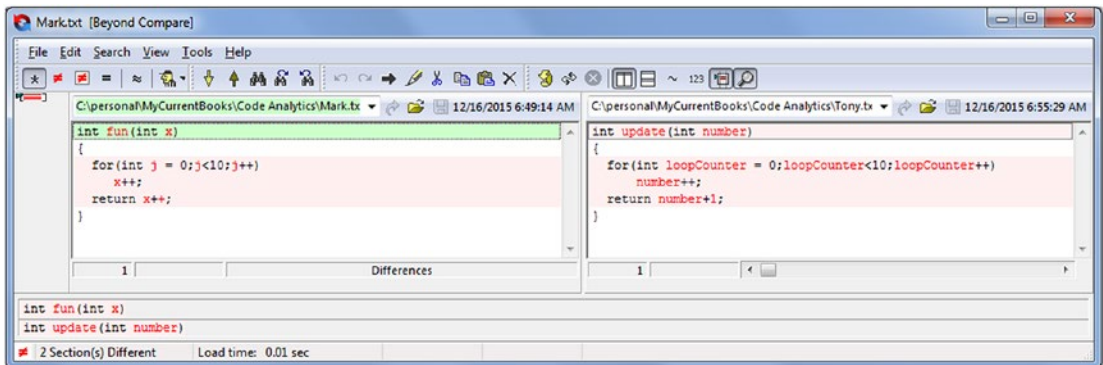 Mark.txt [Beyond Compare]
File Edit Search View Tools Help
123
C:\personal\MyCurrentBooks\Code Analytics\Mark.tx 12/16/2015 6:49:14 AM
int fun(int x)
{
for(int j = 0;j<10;j++)
x++;
return x++;
}
1 Differences
C:\personal\MyCurrentBooks\Code Analytics\Tony.tx 12/16/2015 6:55:29 AM
int update(int number)
{
for(int loopCounter = 0;loopCounter<10;loopCounter++)
number++;
return number+1;
}
1
int fun(int x)
int update(int number)
2 Section(s) Different Load time: 0.01 sec